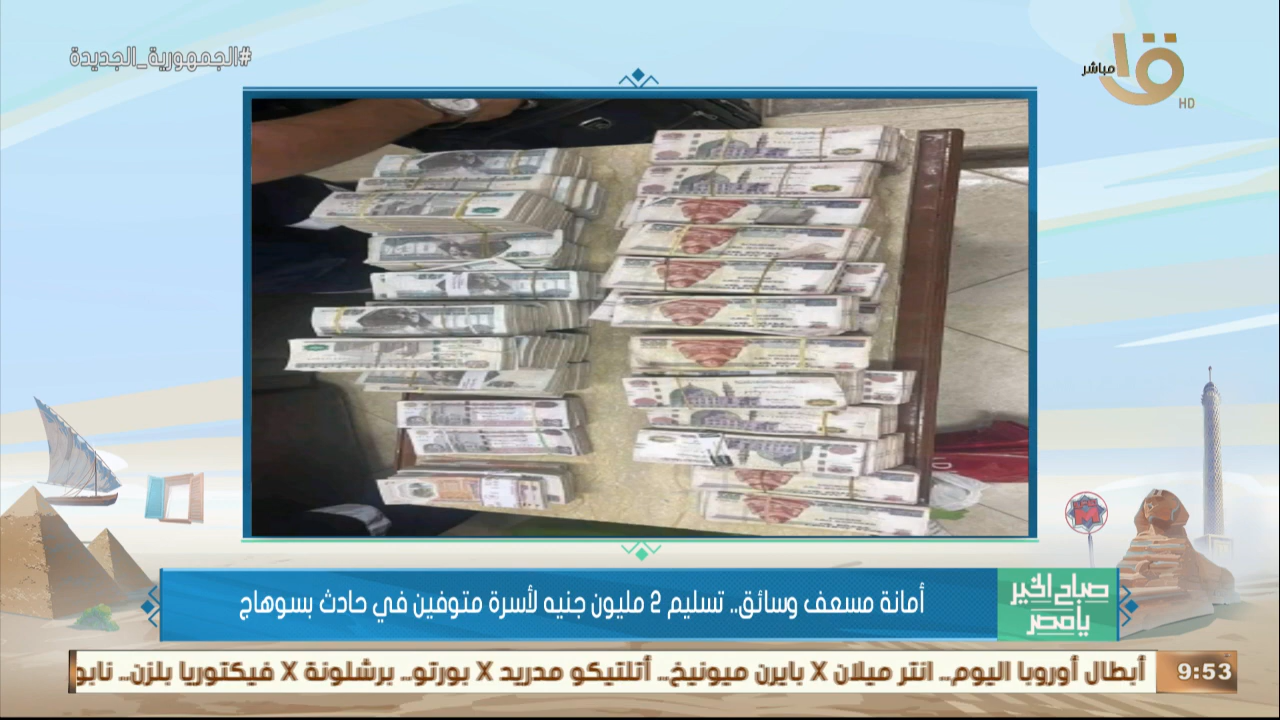 #الجمهورية_الجديدة
مباشر
HD
M
أمانة مسعف وسائق.. تسليم 2 مليون جنيه لأسرة متوفين في حادث بسوهاج
صباح الخير
يا مصر
أبطال أوروبا اليوم.. انتر ميلان X بايرن ميونيخ.. أتلتيكو مدريد X بورتو.. برشلونة X فيكتوريا بلزن.. نابو
9:53